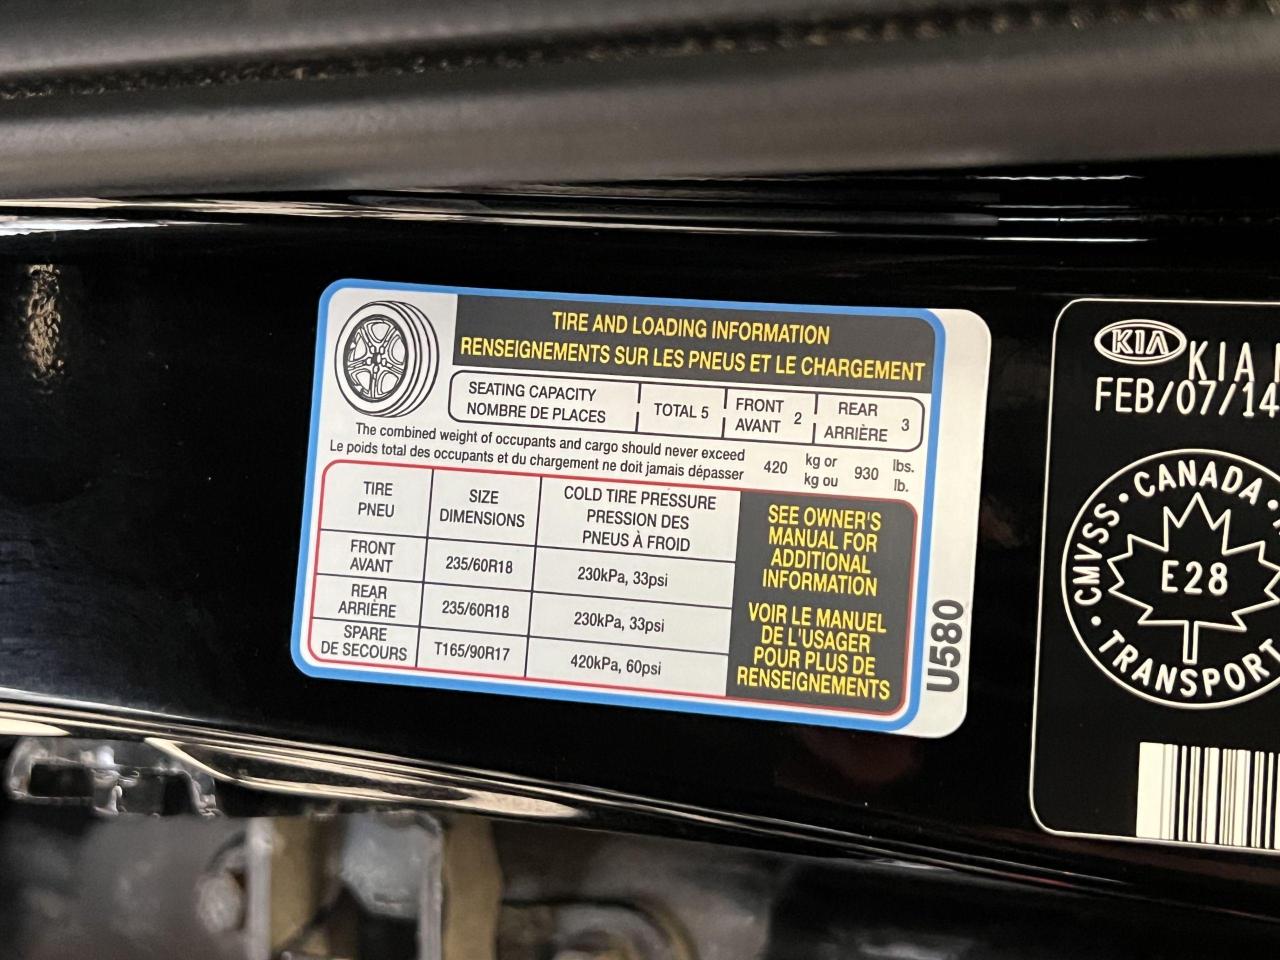 TIRE AND LOADING INFORMATION
RENSEIGNEMENTS SUR LES PNEUS ET LE CHARGEMENT
SEATING CAPACITY
NOMBRE DE PLACES
TOTAL 5
FRONT
AVANT
2
REAR
ARRIÈRE
3
The combined weight of occupants and cargo should never exceed
Le poids total des occupants et du chargement ne doit jamais dépasser
420
kg or
kg ou
930
lbs.
lb.
TIRE
PNEU
SIZE
DIMENSIONS
COLD TIRE PRESSURE
PRESSION DES
PNEUS À FROID
FRONT
AVANT
235/60R18
230kPa, 33psi
REAR
ARRIÈRE
235/60R18
230kPa, 33psi
SPARE
DE SECOURS
T165/90R17
420kPa, 60psi
SEE OWNER'S
MANUAL FOR
ADDITIONAL
INFORMATION
VOIR LE MANUEL
DE L'USAGER
POUR PLUS DE
RENSEIGNEMENTS
U580
KIA
KIA
FEB/07/14
CMVSS • CANADA •
TRANSPORT
E28